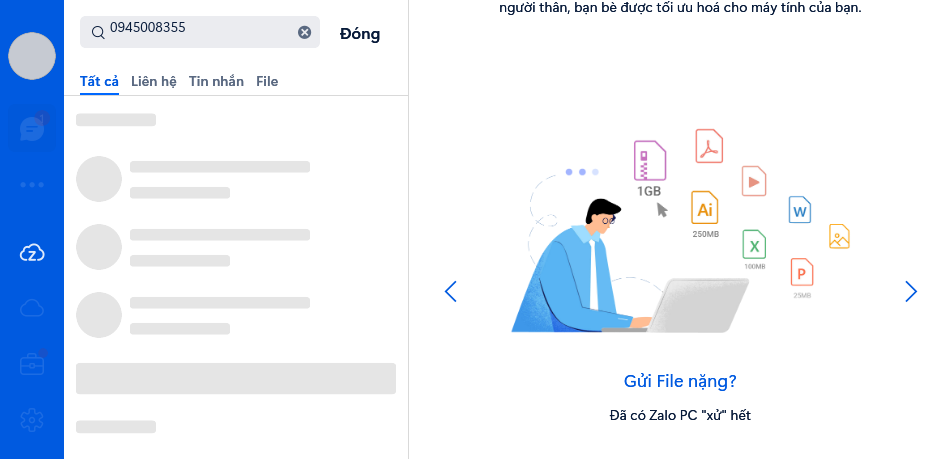 0945008355
Đóng
Tất cả Liên hệ Tin nhắn File
người thân, bạn bè được tối ưu hoá cho máy tính của bạn.
1GB
Ai
250MB
W
X
100MB
P
25MB
Gửi File nặng?
Đã có Zalo PC "xử" hết